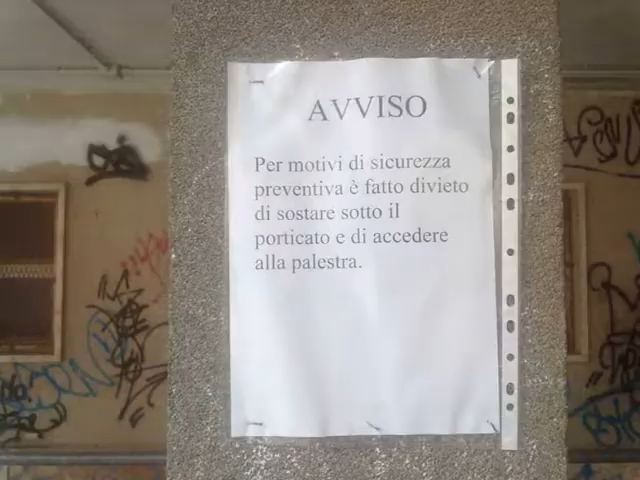 AVVISO
Per motivi di sicurezza
preventiva è fatto divieto
di sostare sotto il
porticato e di accedere
alla palestra.